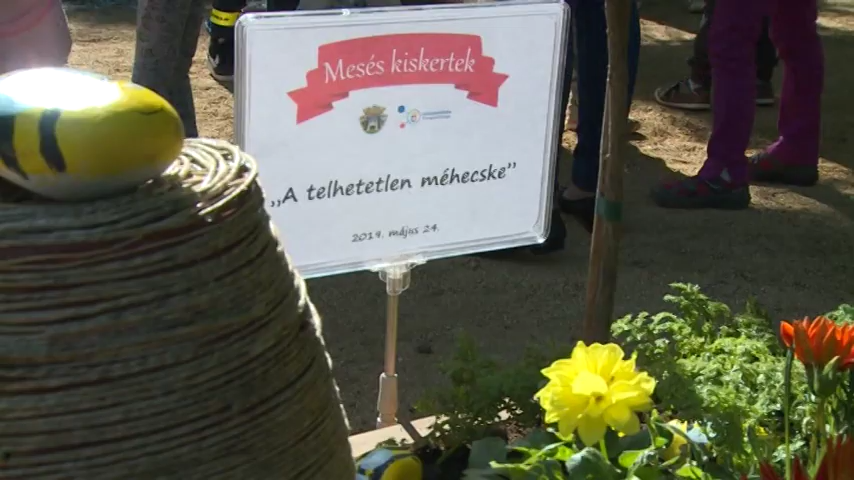 Mesés kiskertek
„A telhetetlen méhecske”
2019. május 24.